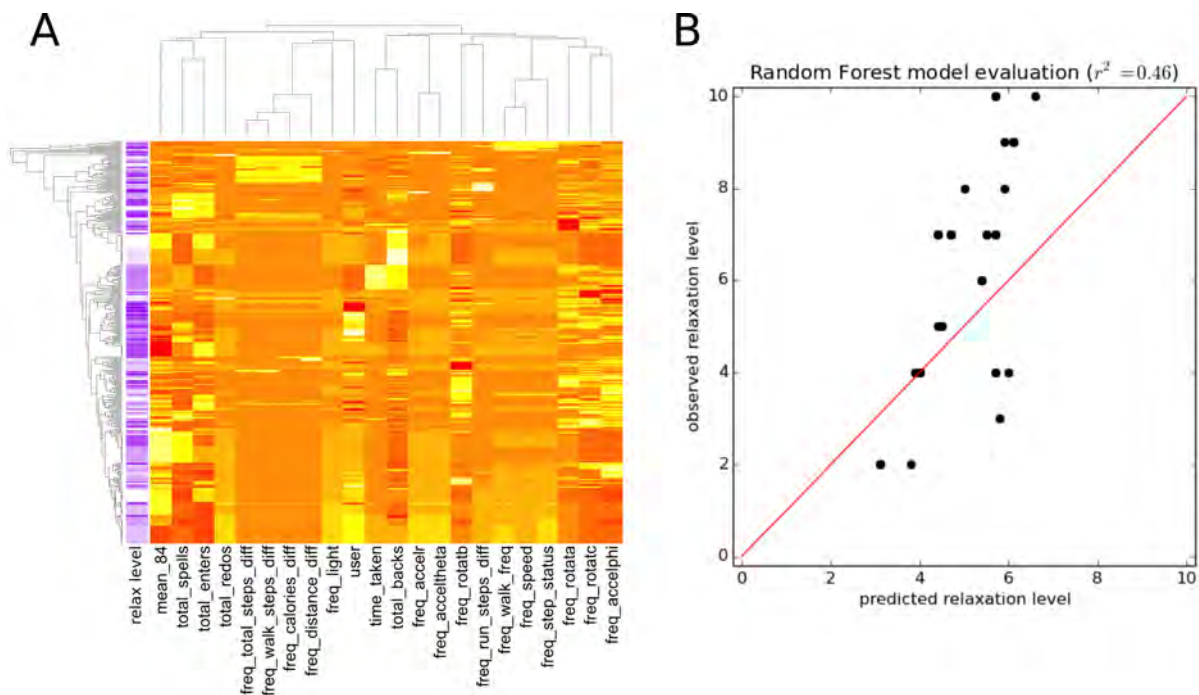 A
relax level
mean_84
total_spells
total_enters
total_redos
freq_total_steps_diff
freq_walk_steps_diff
freq_calories_diff
freq_distance_diff
freq_light
user
time_taken
total_backs
freq_accelr
freq_acceltheta
freq_rotatb
freq_run_steps_diff
freq_walk_freq
freq_speed
freq_step_status
freq_rotata
freq_rotatc
freq_accelphi
B
Random Forest model evaluation (r² =0.46)
observed relaxation level
10
8
6
4
2
0
0 2 4 6 8 10
predicted relaxation level